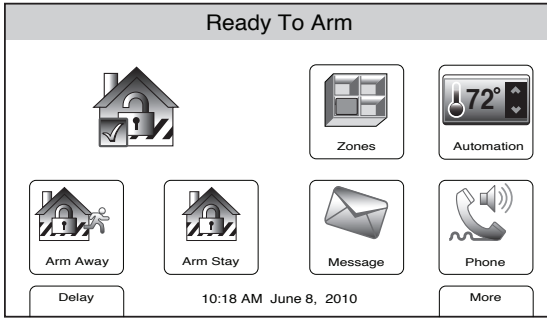 Ready To Arm
72°
Zones
Automation
Arm Away
Arm Stay
Message
Phone
Delay
10:18 AM June 8, 2010
More